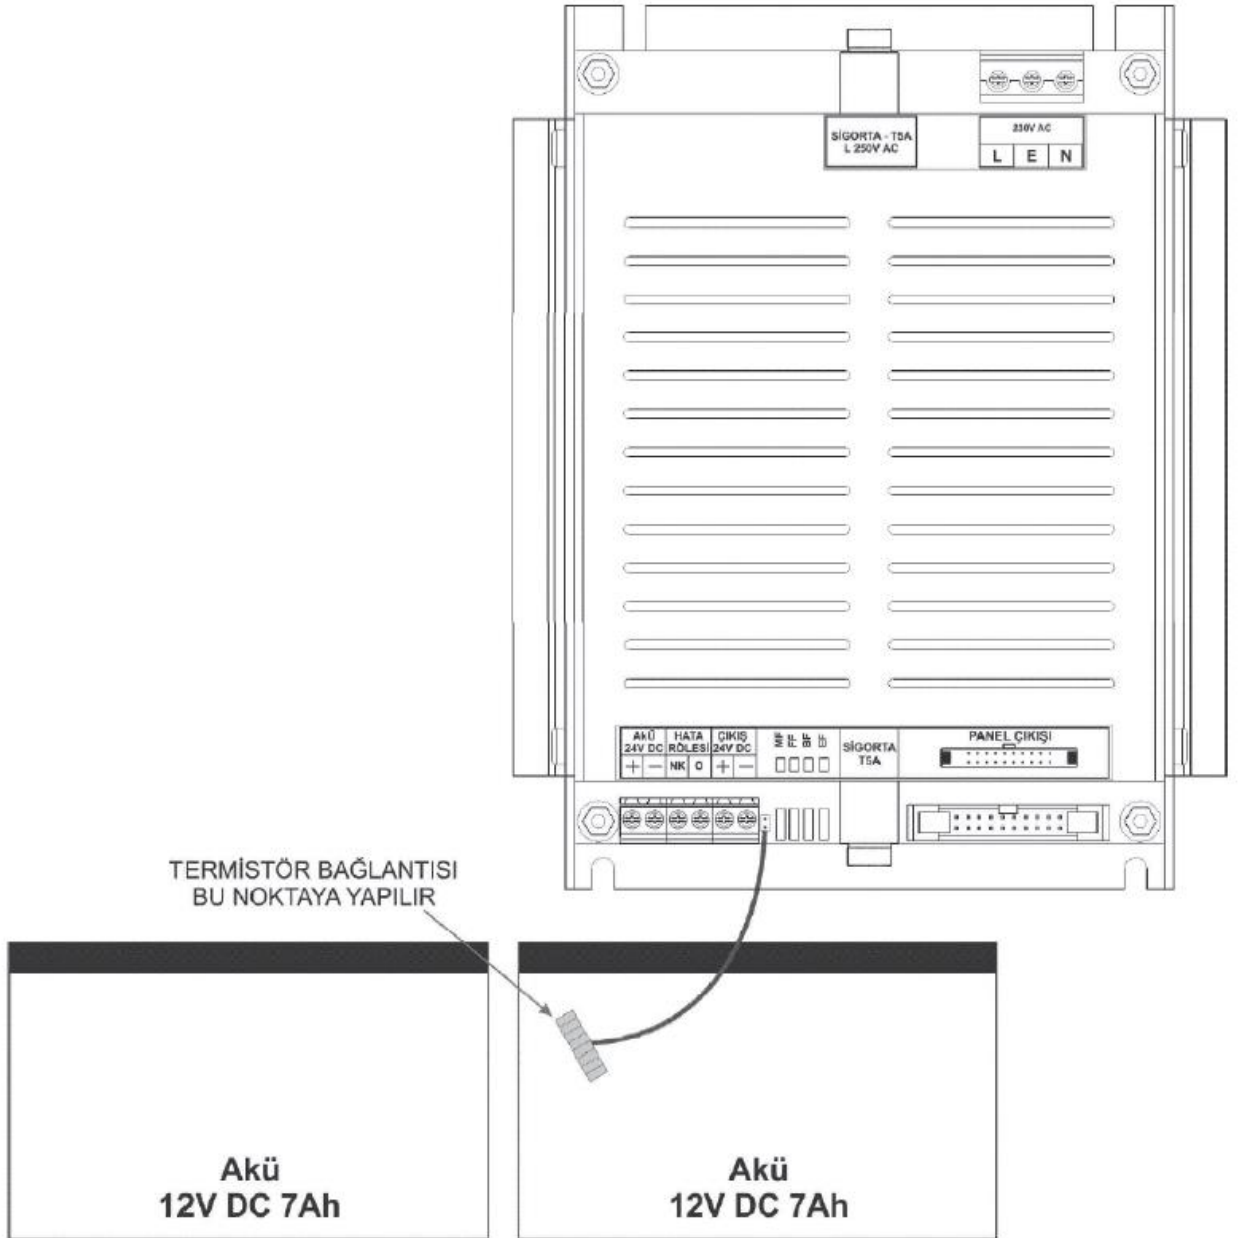 SİGORTA - T5A
L 250V AC
230V AC
L E N
AKÜ
24V DC
HATA
RÖLESİ
ÇIKIŞ
24V DC
+ − NK O + −
MF
PF
BF
EF
SİGORTA
T5A
PANEL ÇIKIŞI
TERMİSTÖR BAĞLANTISI
BU NOKTAYA YAPILIR
Akü
12V DC 7Ah
Akü
12V DC 7Ah